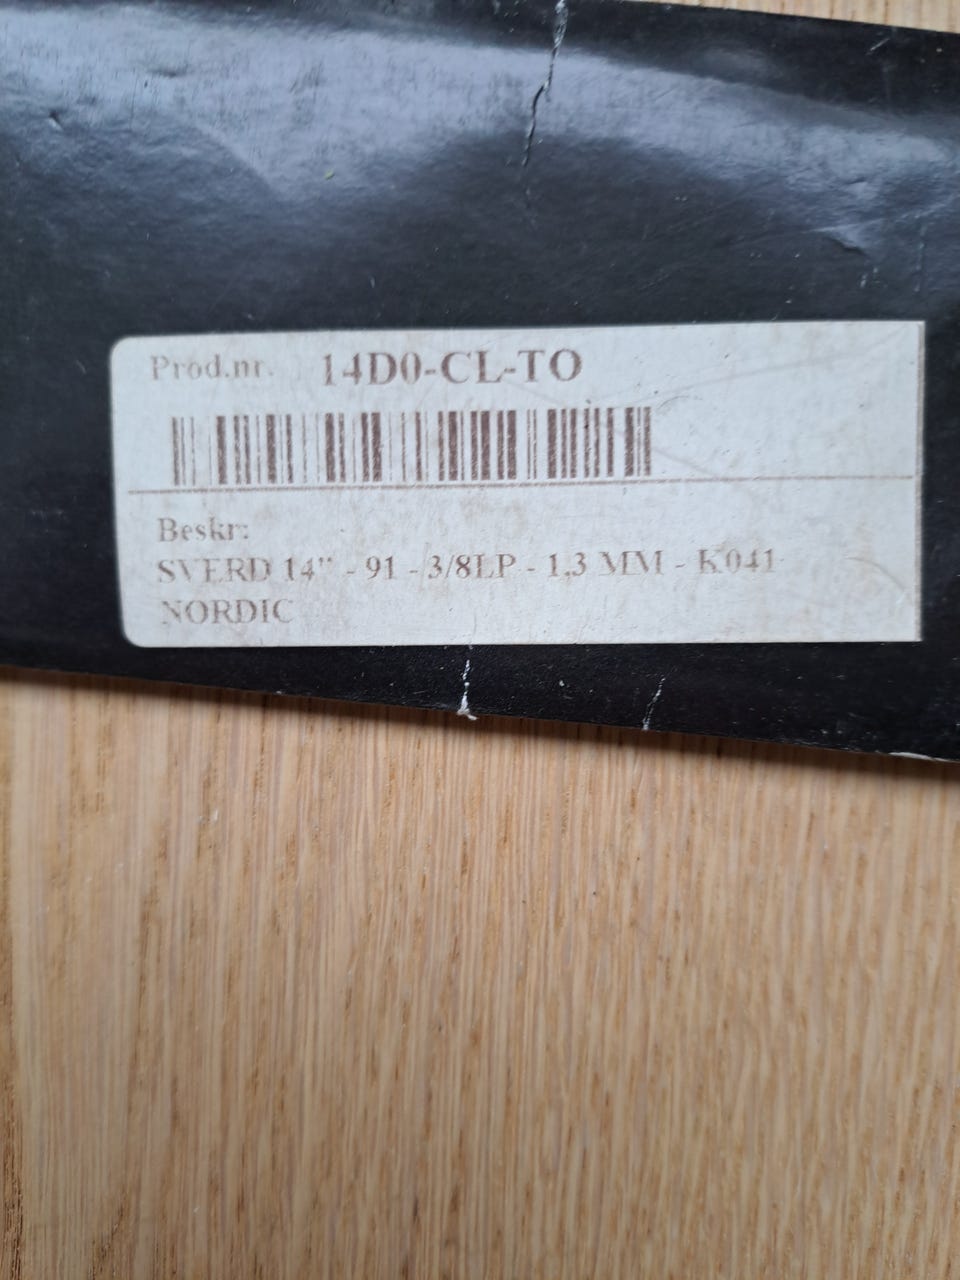 Prod.nr. 14D0-CL-TO
Beskr:
SVERD 14" - 91 - 3/8LP - 1,3 MM - K041
NORDIC